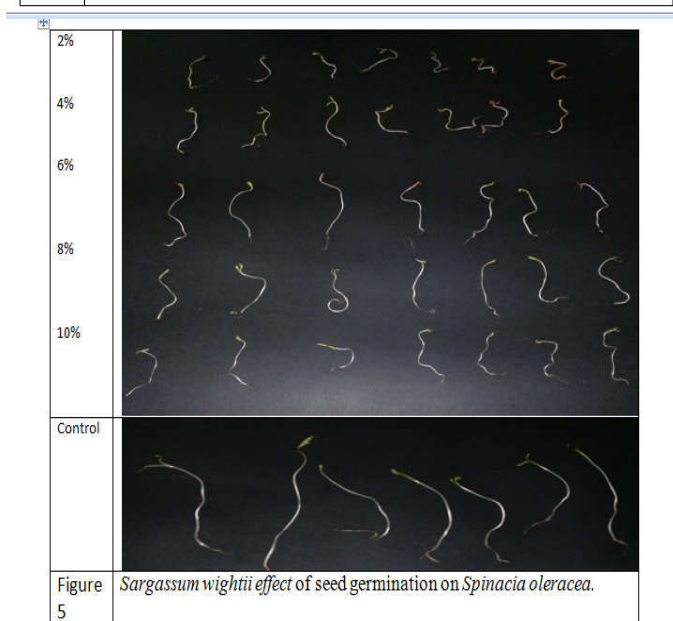 2%
4%
6%
8%
10%
Control
Figure
5
Sargassum wightii effect of seed germination on Spinacia oleracea.